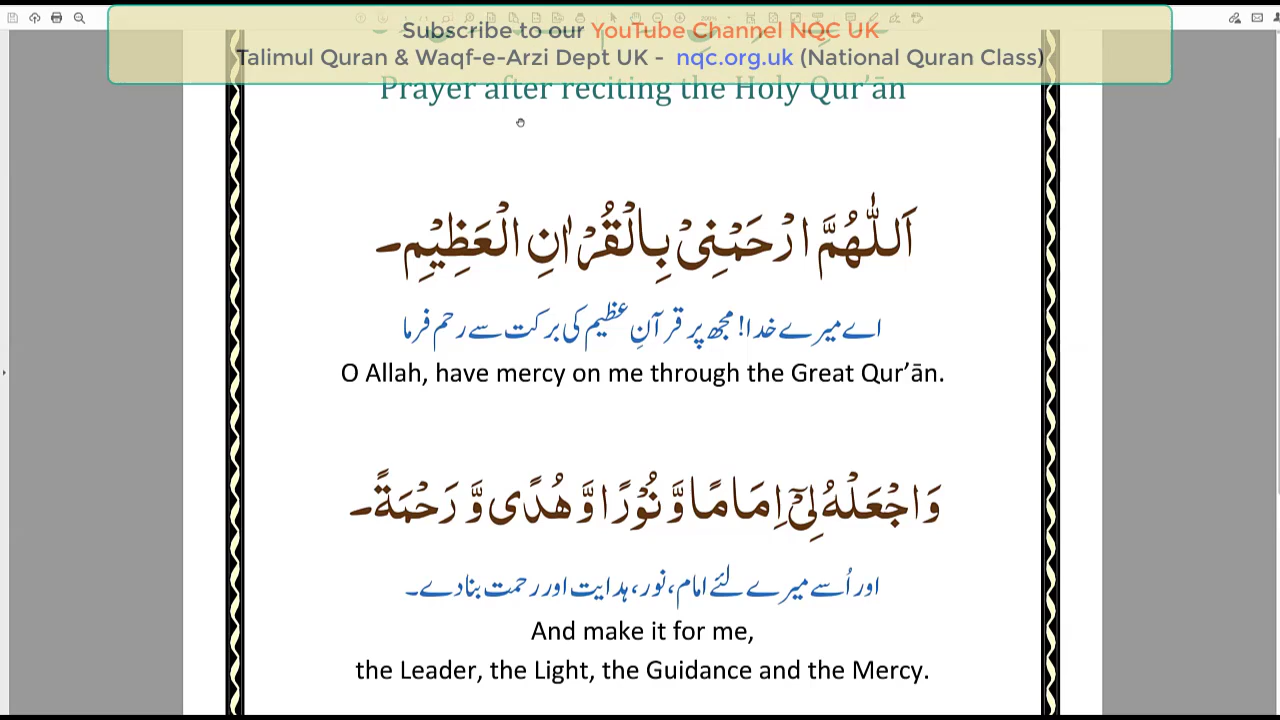 Subscribe to our YouTube Channel NQC UK
Talimul Quran & Waqf-e-Arzi Dept UK - nqc.org.uk (National Quran Class)
Prayer after reciting the Holy Qur’ān
اَللّٰهُمَّ ارْحَمْنِيْ بِالْقُرْاٰنِ الْعَظِيْمِ۔
اے میرے خدا! مجھ پر قرآنِ عظیم کی برکت سے رحم فرما
O Allah, have mercy on me through the Great Qur’ān.
وَاجْعَلْهُ لِيْٓ اِمَامًا وَّ نُوْرًا وَّ هُدًى وَّ رَحْمَةً۔
اور اُسے میرے لئے امام، نور، ہدایت اور رحمت بنا دے۔
And make it for me,
the Leader, the Light, the Guidance and the Mercy.